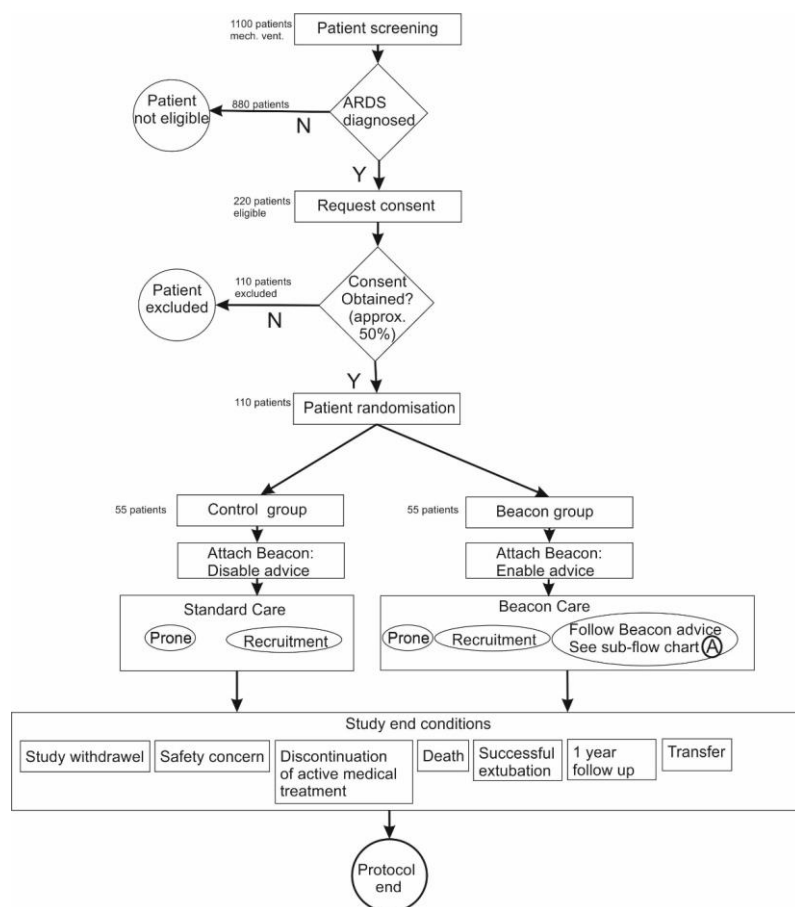 1100 patients
mech. vent.
Patient screening
ARDS
diagnosed
880 patients
N
Patient
not eligible
Y
220 patients
eligible
Request consent
Consent
Obtained?
(approx.
50%)
110 patients
excluded
N
Patient
excluded
Y
110 patients
Patient randomisation
55 patients
Control group
55 patients
Beacon group
Attach Beacon:
Disable advice
Attach Beacon:
Enable advice
Standard Care
Prone
Recruitment
Beacon Care
Prone
Recruitment
Follow Beacon advice
See sub-flow chart A
Study end conditions
Study withdrawel
Safety concern
Discontinuation
of active medical
treatment
Death
Successful
extubation
1 year
follow up
Transfer
Protocol
end